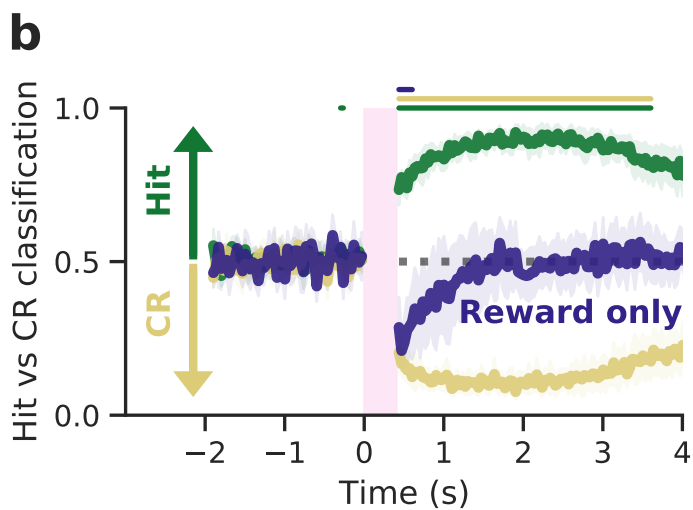 b
Hit vs CR classification
1.0
0.5
0.0
Hit
CR
Reward only
−2
−1
0
1
2
3
4
Time (s)